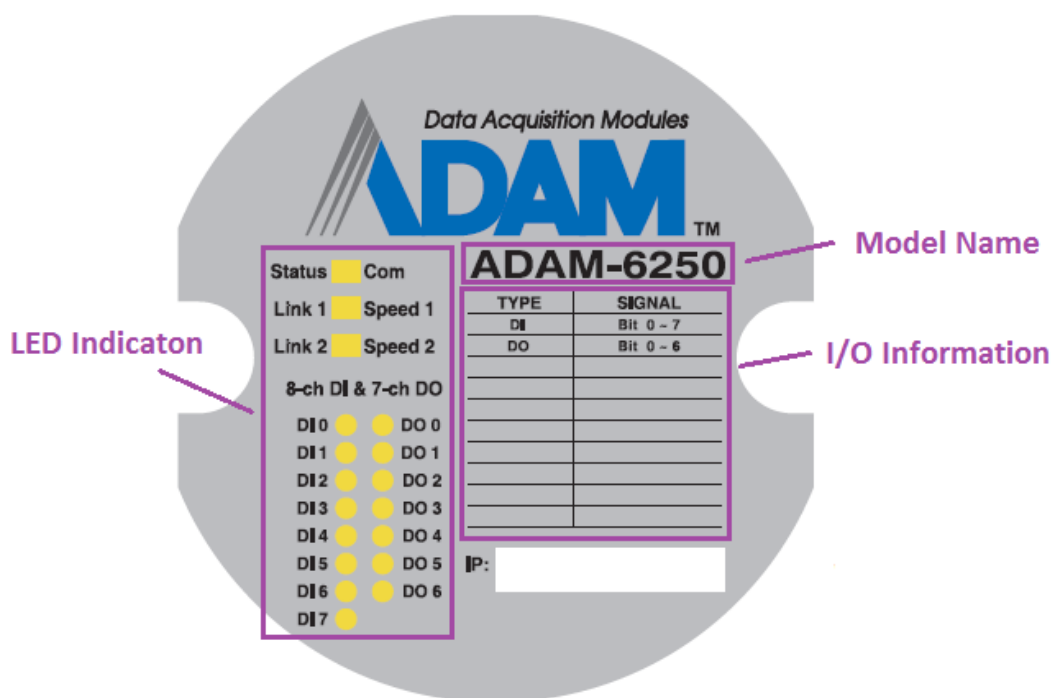 Data Acquisition Modules
ADAM
TM
Model Name
ADAM-6250
Status Com
Link 1 Speed 1
Link 2 Speed 2
LED Indicaton
8-ch DI & 7-ch DO
DI 0 DO 0
DI 1 DO 1
DI 2 DO 2
DI 3 DO 3
DI 4 DO 4
DI 5 DO 5
DI 6 DO 6
DI 7
TYPE SIGNAL
DI Bit 0 ~ 7
DO Bit 0 ~ 6
I/O Information
IP: